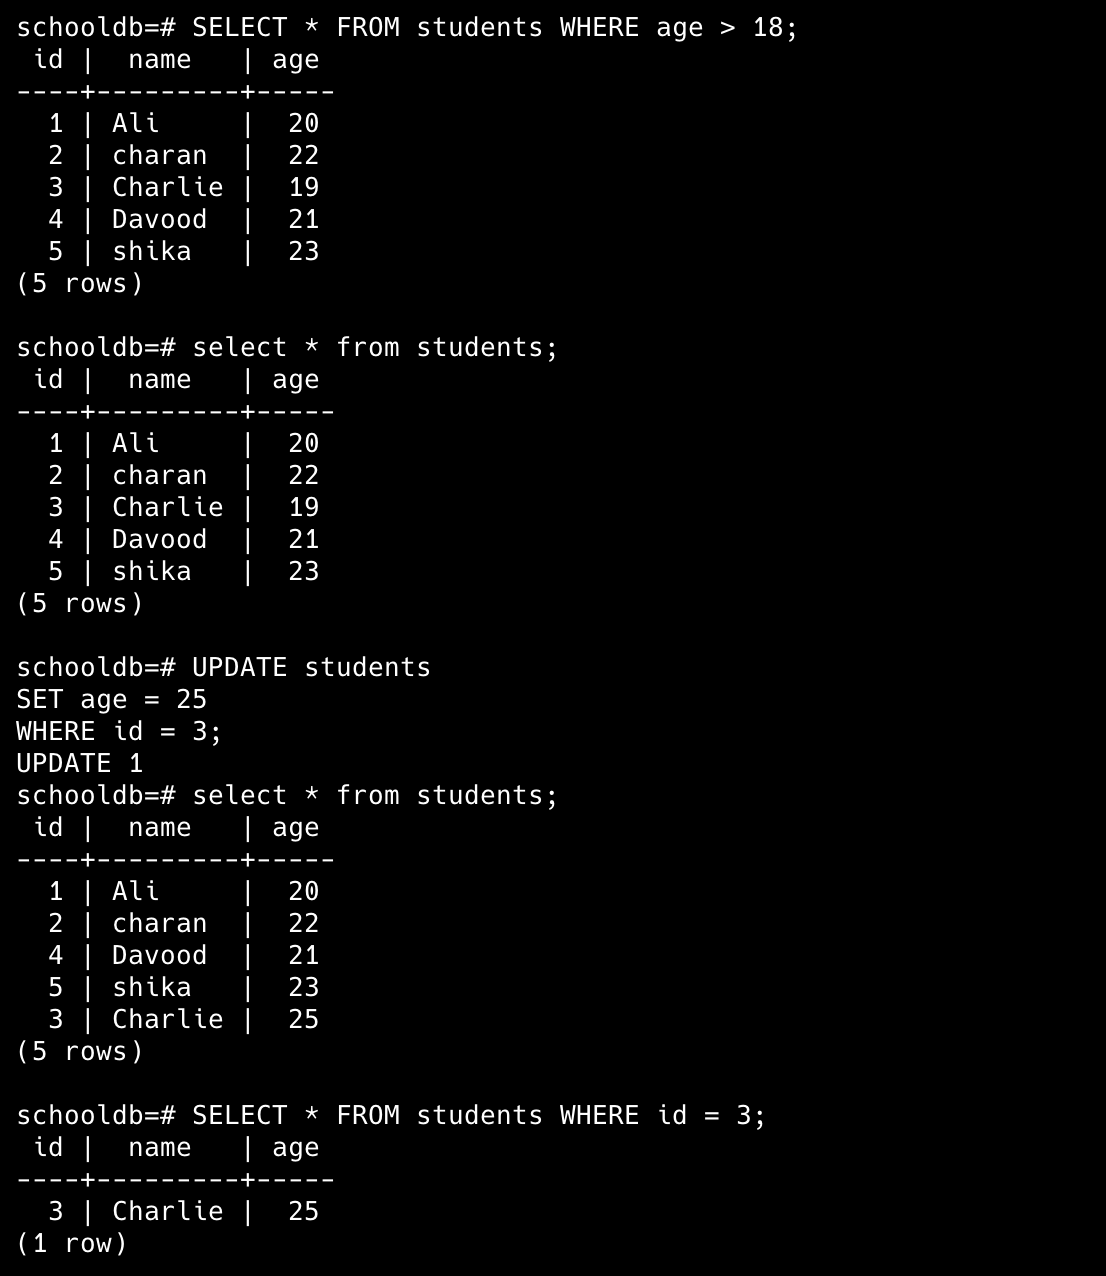 schooldb=# SELECT * FROM students WHERE age > 18;
 id |  name   | age
----+---------+-----
  1 | Ali     |  20
  2 | charan  |  22
  3 | Charlie |  19
  4 | Davood  |  21
  5 | shika   |  23
(5 rows)

schooldb=# select * from students;
 id |  name   | age
----+---------+-----
  1 | Ali     |  20
  2 | charan  |  22
  3 | Charlie |  19
  4 | Davood  |  21
  5 | shika   |  23
(5 rows)

schooldb=# UPDATE students
SET age = 25
WHERE id = 3;
UPDATE 1
schooldb=# select * from students;
 id |  name   | age
----+---------+-----
  1 | Ali     |  20
  2 | charan  |  22
  4 | Davood  |  21
  5 | shika   |  23
  3 | Charlie |  25
(5 rows)

schooldb=# SELECT * FROM students WHERE id = 3;
 id |  name   | age
----+---------+-----
  3 | Charlie |  25
(1 row)